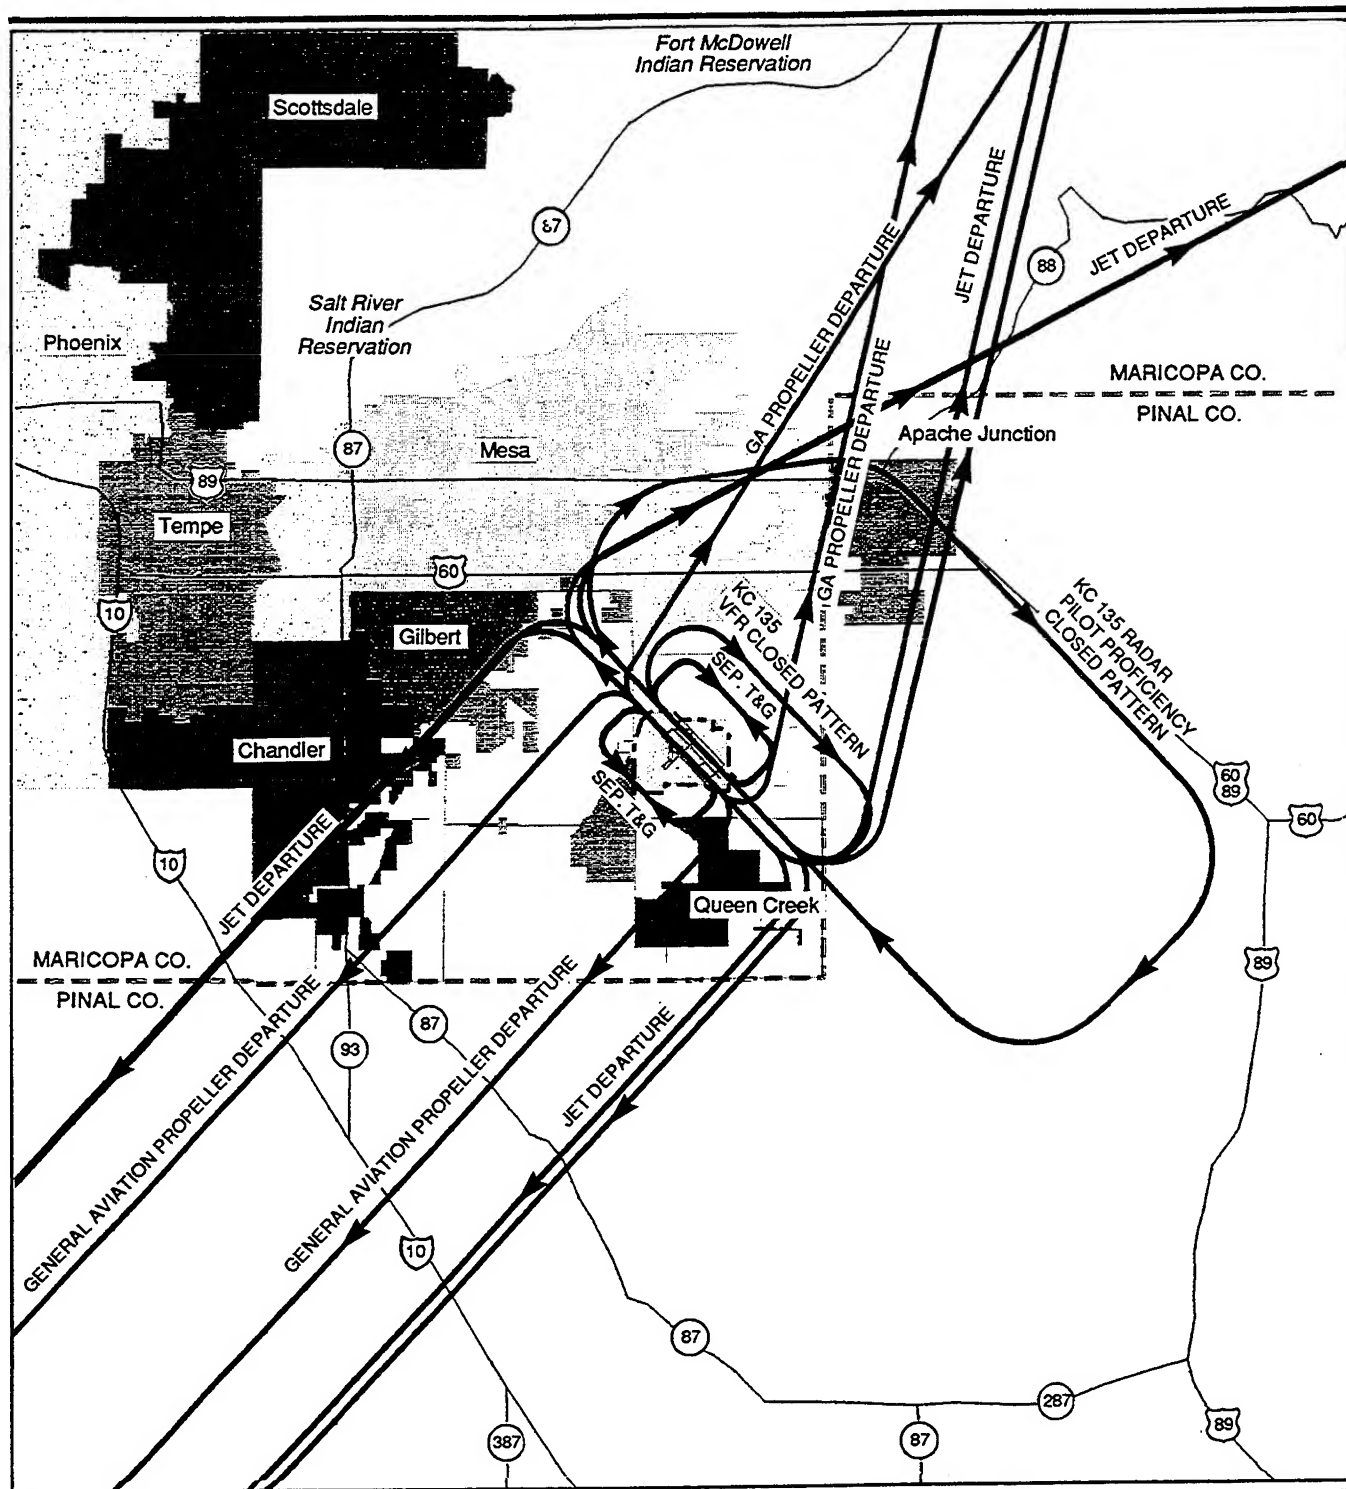 Fort McDowell
Indian Reservation
Scottsdale
87
88
JET DEPARTURE
JET DEPARTURE
GA PROPELLER DEPARTURE
GA PROPELLER DEPARTURE
Salt River
Indian
Reservation
Phoenix
MARICOPA CO.
PINAL CO.
Apache Junction
87
Mesa
89
Tempe
60
10
Gilbert
KC 135
VFR CLOSED PATTERN
SEP. T&G
KC 135 RADAR
PILOT PROFICIENCY
CLOSED PATTERN
Chandler
SEP. T&G
60
89
60
10
JET DEPARTURE
Queen Creek
MARICOPA CO.
PINAL CO.
89
87
93
GENERAL AVIATION PROPELLER DEPARTURE
GENERAL AVIATION PROPELLER DEPARTURE
JET DEPARTURE
10
87
287
387
87
89